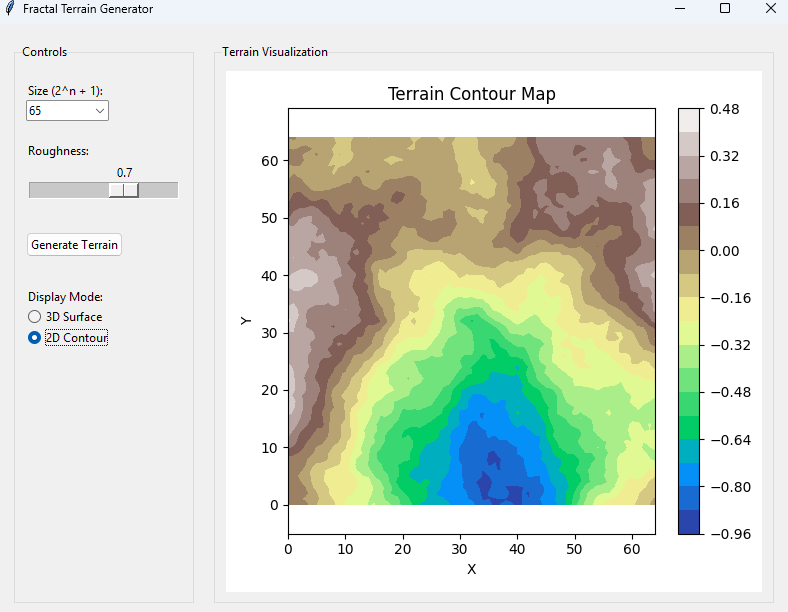 Fractal Terrain Generator
Controls
Size (2^n + 1):
65
Roughness:
0.7
Generate Terrain
Display Mode:
3D Surface
2D Contour
Terrain Visualization
Terrain Contour Map
60
50
40
30
20
10
0
Y
0 10 20 30 40 50 60
X
0.48
0.32
0.16
0.00
−0.16
−0.32
−0.48
−0.64
−0.80
−0.96